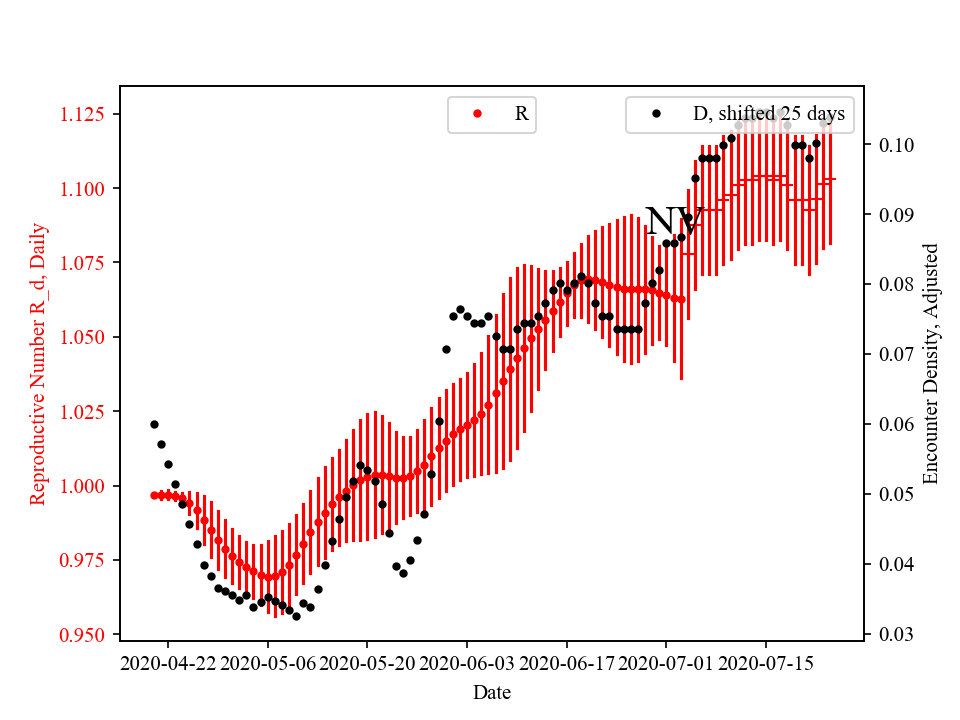 R
D, shifted 25 days
NV
Reproductive Number R_d, Daily
1.125
1.100
1.075
1.050
1.025
1.000
0.975
0.950
0.10
0.09
0.08
0.07
0.06
0.05
0.04
0.03
Encounter Density, Adjusted
2020-04-22 2020-05-06 2020-05-20 2020-06-03 2020-06-17 2020-07-01 2020-07-15
Date